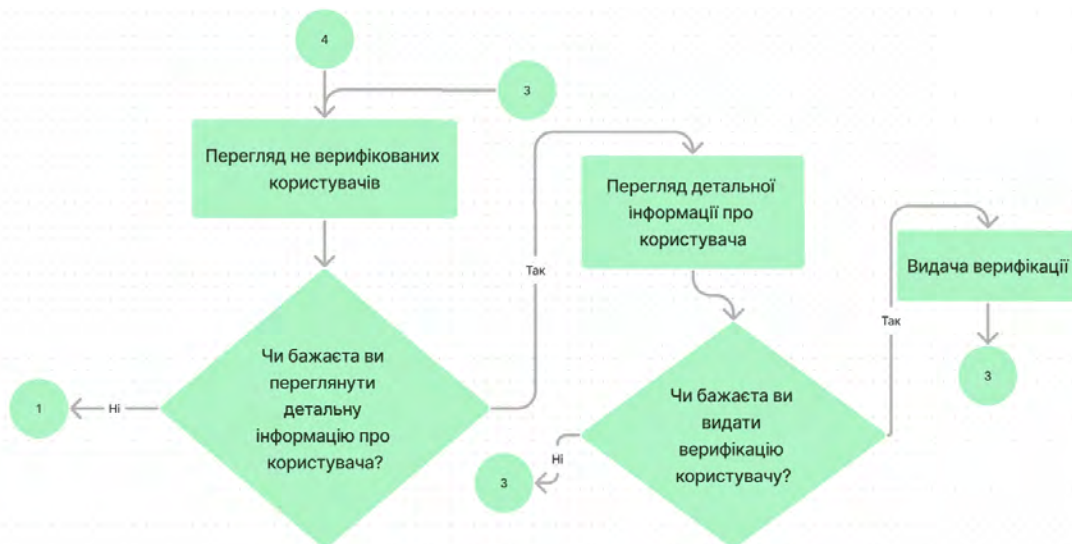 4
3
Перегляд не верифікованих
користувачів
Перегляд детальної
інформації про
користувача
Видача верифікації
Так
Так
Чи бажаєта ви
переглянути
детальну
інформацію про
користувача?
Ні
1
Чи бажаєта ви
видати
верифікацію
користувачу?
Ні
3
3